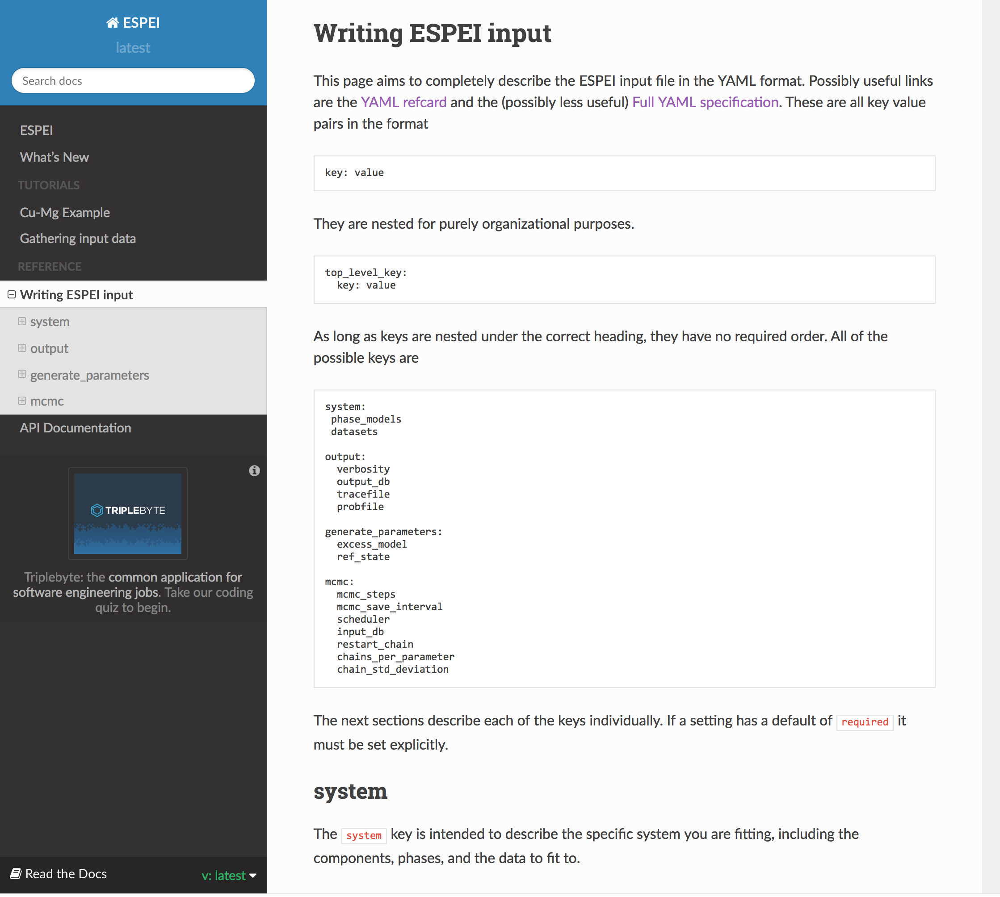 ESPEI
latest
Search docs
ESPEI
What's New
TUTORIALS
Cu-Mg Example
Gathering input data
REFERENCE
Writing ESPEI input
system
output
generate_parameters
mcmc
API Documentation
TRIPLEBYTE
Triplebyte: the common application for
software engineering jobs. Take our coding
quiz to begin.
Read the Docs
v: latest
Writing ESPEI input
This page aims to completely describe the ESPEI input file in the YAML format. Possibly useful links
are the YAML refcard and the (possibly less useful) Full YAML specification. These are all key value
pairs in the format
key: value
They are nested for purely organizational purposes.
top_level_key:
  key: value
As long as keys are nested under the correct heading, they have no required order. All of the
possible keys are
system:
 phase_models
 datasets
output:
  verbosity
  output_db
  tracefile
  probfile
generate_parameters:
  excess_model
  ref_state
mcmc:
  mcmc_steps
  mcmc_save_interval
  scheduler
  input_db
  restart_chain
  chains_per_parameter
  chain_std_deviation
The next sections describe each of the keys individually. If a setting has a default of required it
must be set explicitly.
system
The system key is intended to describe the specific system you are fitting, including the
components, phases, and the data to fit to.